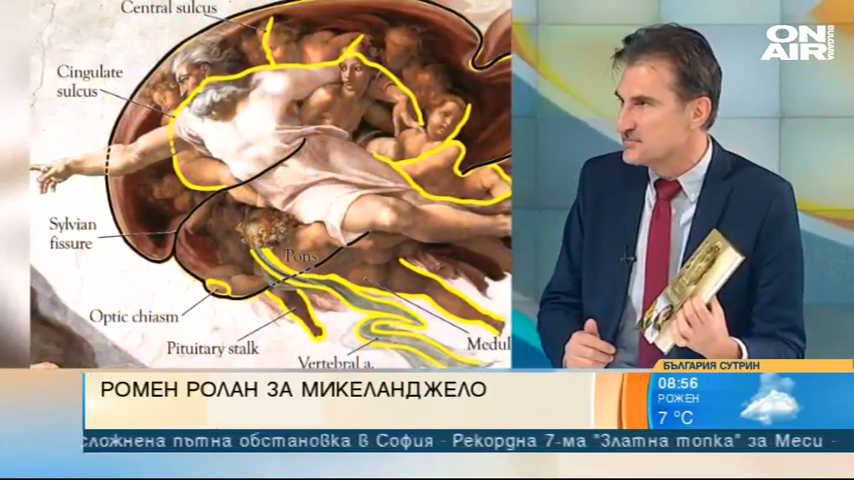 Central sulcus
Cingulate
sulcus
Sylvian
fissure
Pons
Optic chiasm
Pituitary stalk
Vertebral a.
Medul
ON
AIR
BULGARIA
БЪЛГАРИЯ СУТРИН
РОМЕН РОЛАН ЗА МИКЕЛАНДЖЕЛО
08:56
РОЖЕН
7 °C
сложнена пътна обстановка в София - Рекордна 7-ма "Златна топка" за Меси -